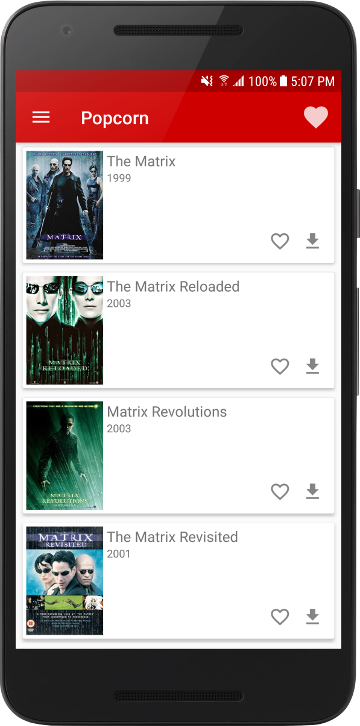 100% 5:07 PM
Popcorn
The Matrix
1999
MATRIX
The Matrix Reloaded
2003
MATRIX
RELOADED
Matrix Revolutions
2003
MATRIX
REVOLUTIONS
The Matrix Revisited
2001
MATRIX
REVISITED